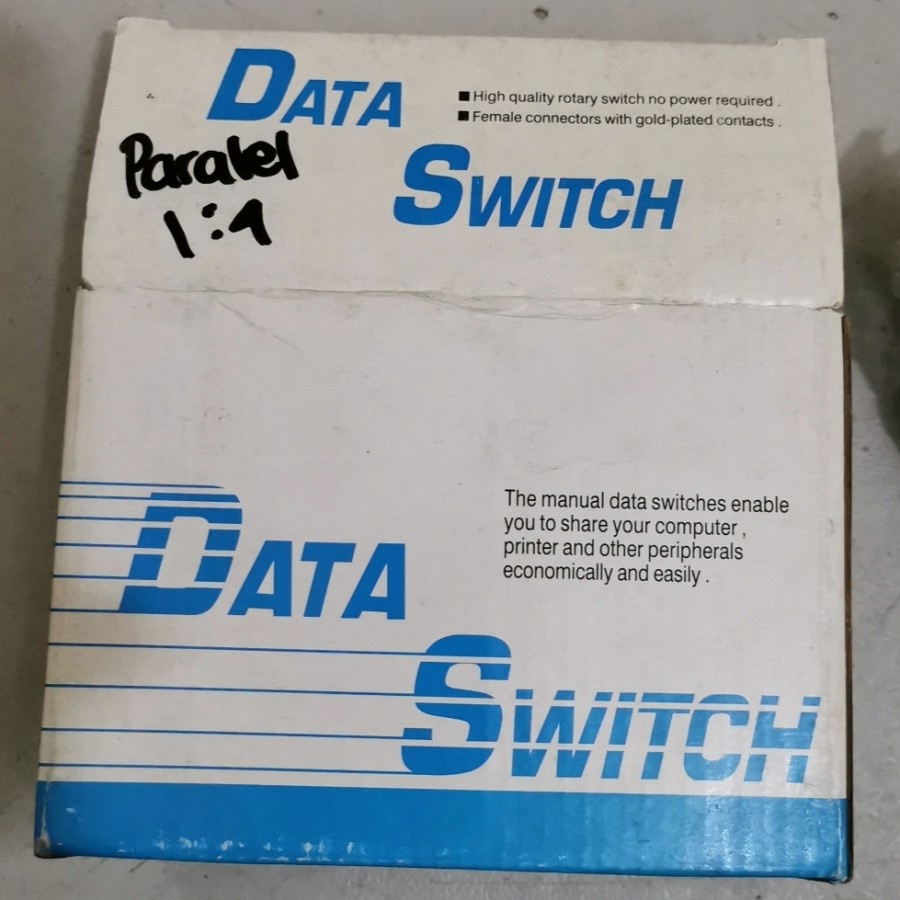 DATA
■ High quality rotary switch no power required .
■ Female connectors with gold-plated contacts .
SWITCH
Paralel
1:4
DATA
The manual data switches enable
you to share your computer ,
printer and other peripherals
economically and easily .
SWITCH